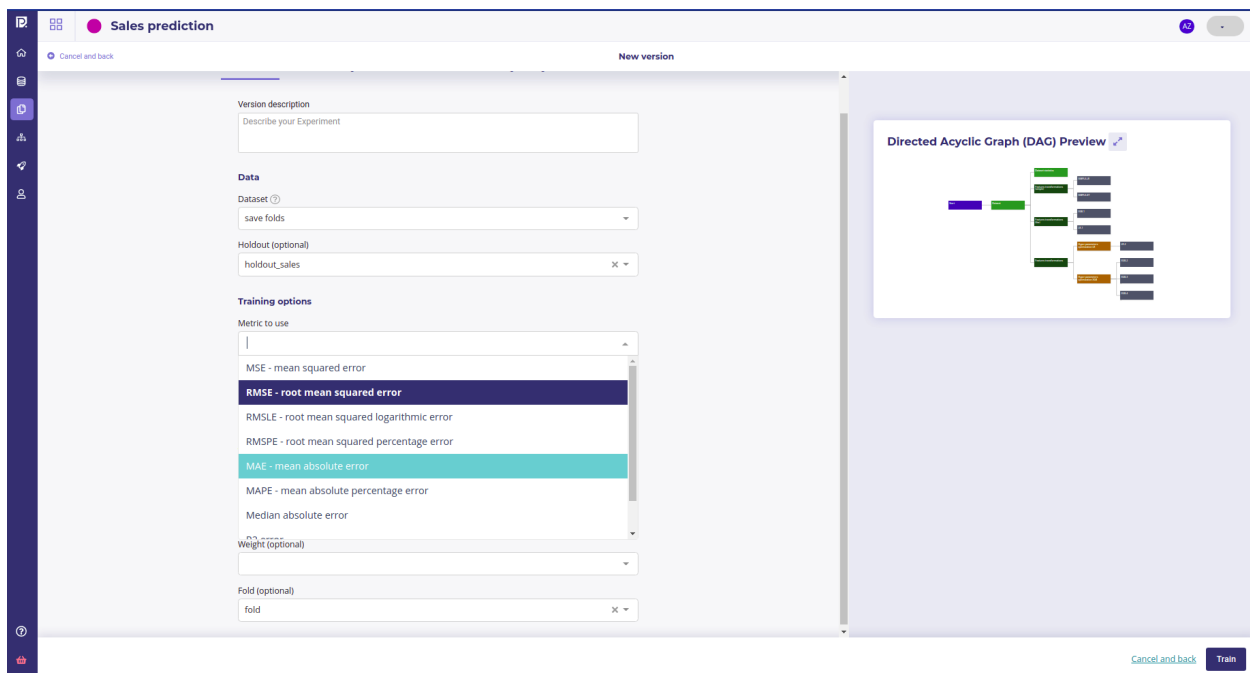 Sales prediction
AZ
Cancel and back
New version
Version description
Describe your Experiment
Data
Dataset
save folds
Holdout (optional)
holdout_sales
Training options
Metric to use
MSE - mean squared error
RMSE - root mean squared error
RMSLE - root mean squared logarithmic error
RMSPE - root mean squared percentage error
MAE - mean absolute error
MAPE - mean absolute percentage error
Median absolute error
R2 error
Weight (optional)
Fold (optional)
fold
Directed Acyclic Graph (DAG) Preview
Cancel and back
Train